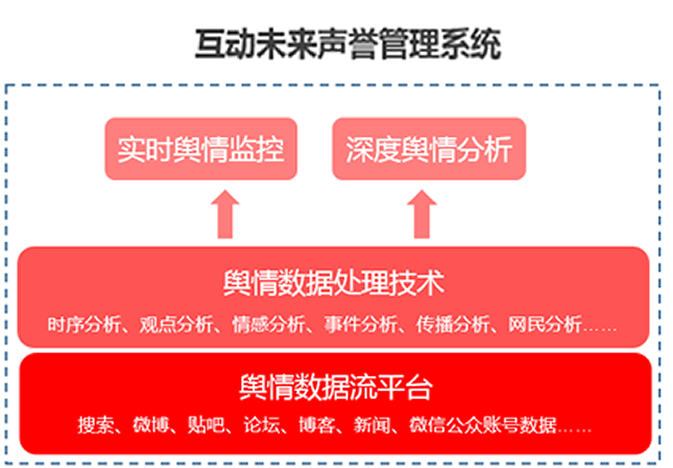 互动未来声誉管理系统
实时舆情监控
深度舆情分析
舆情数据处理技术
时序分析、观点分析、情感分析、事件分析、传播分析、网民分析……
舆情数据流平台
搜索、微博、贴吧、论坛、博客、新闻、微信公众账号数据……